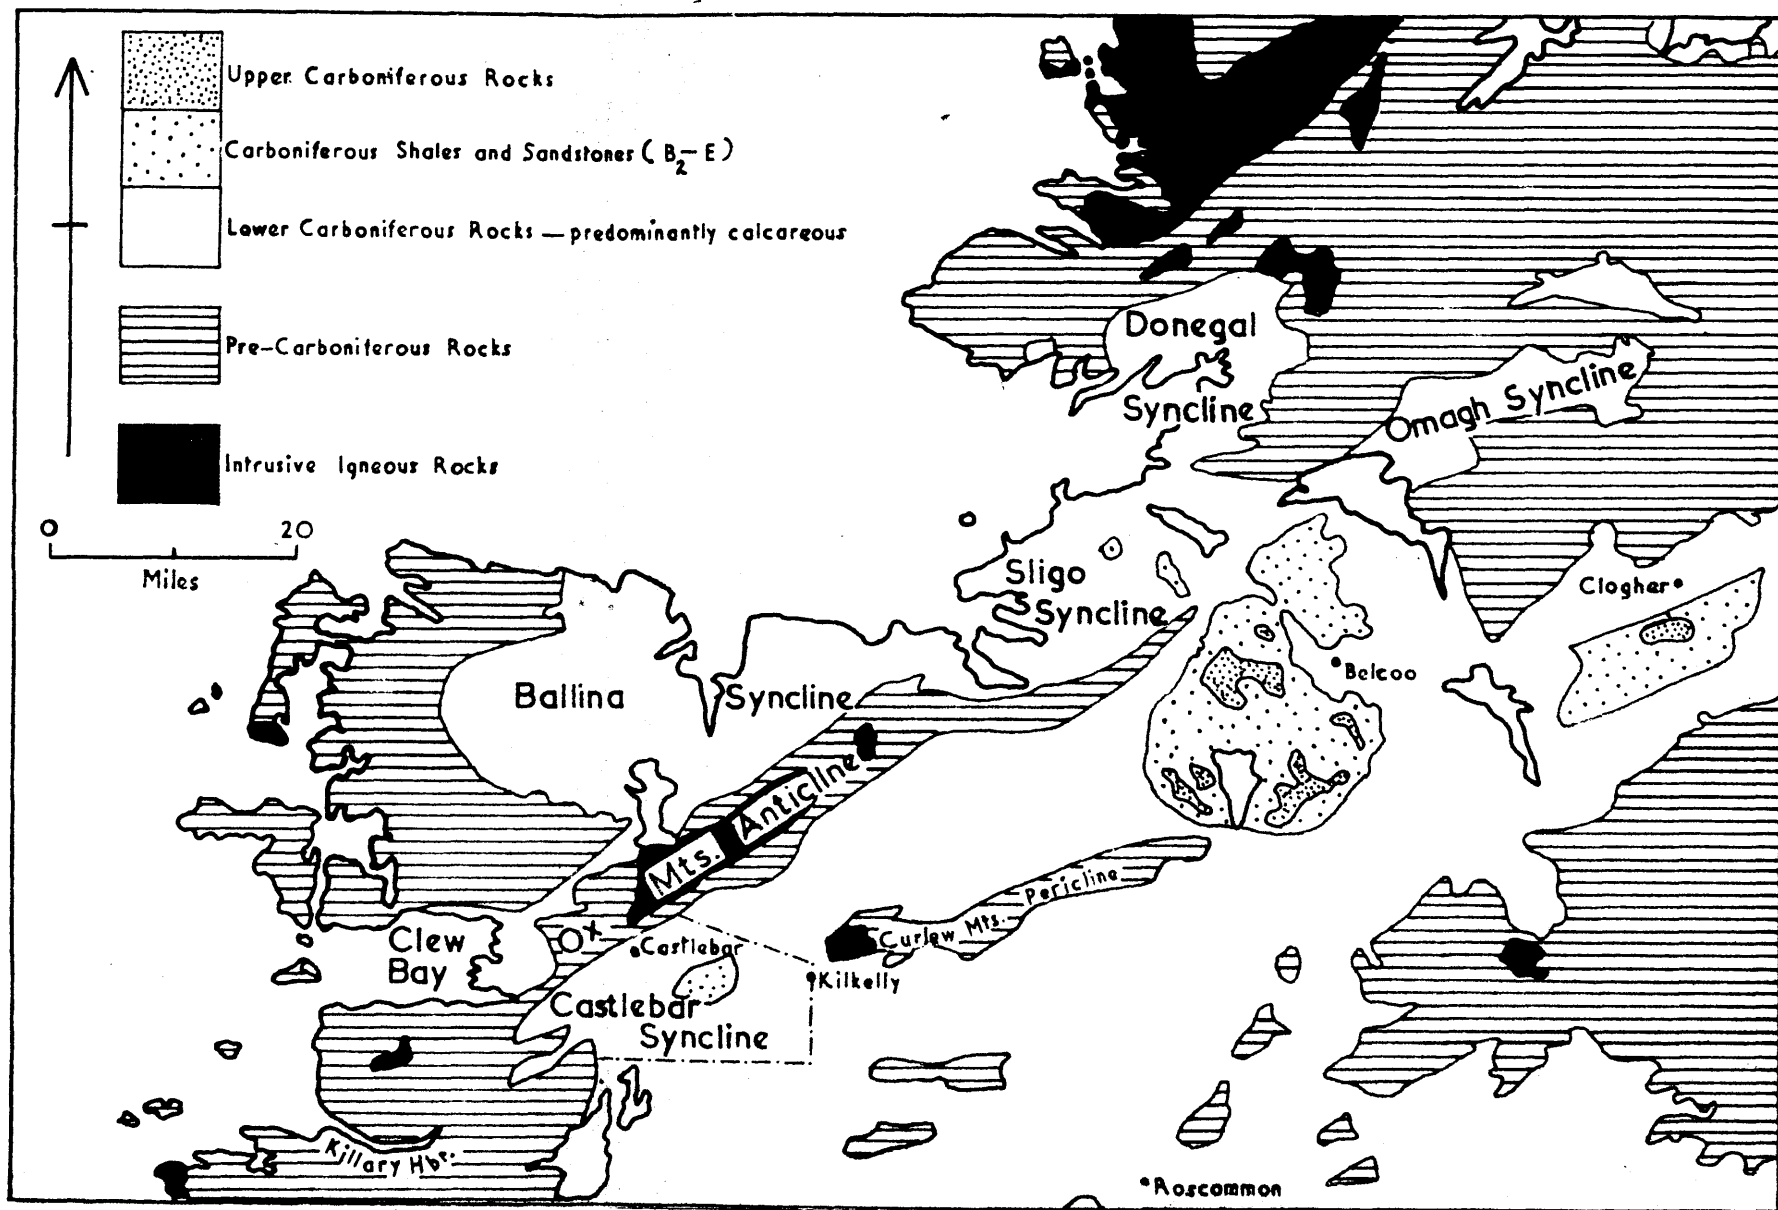 Upper Carboniferous Rocks
Carboniferous Shales and Sandstones (B2-E)
Lower Carboniferous Rocks — predominantly calcareous
Pre-Carboniferous Rocks
Intrusive Igneous Rocks
0 20
Miles
Donegal
Syncline
Omagh Syncline
Sligo
Syncline
Clogher
Belcoo
Ballina Syncline
Ox Mts. Anticline
Curlew Mts. Pericline
Clew
Bay
Castlebar
Kilkelly
Castlebar
Syncline
Killary Hbr.
Roscommon